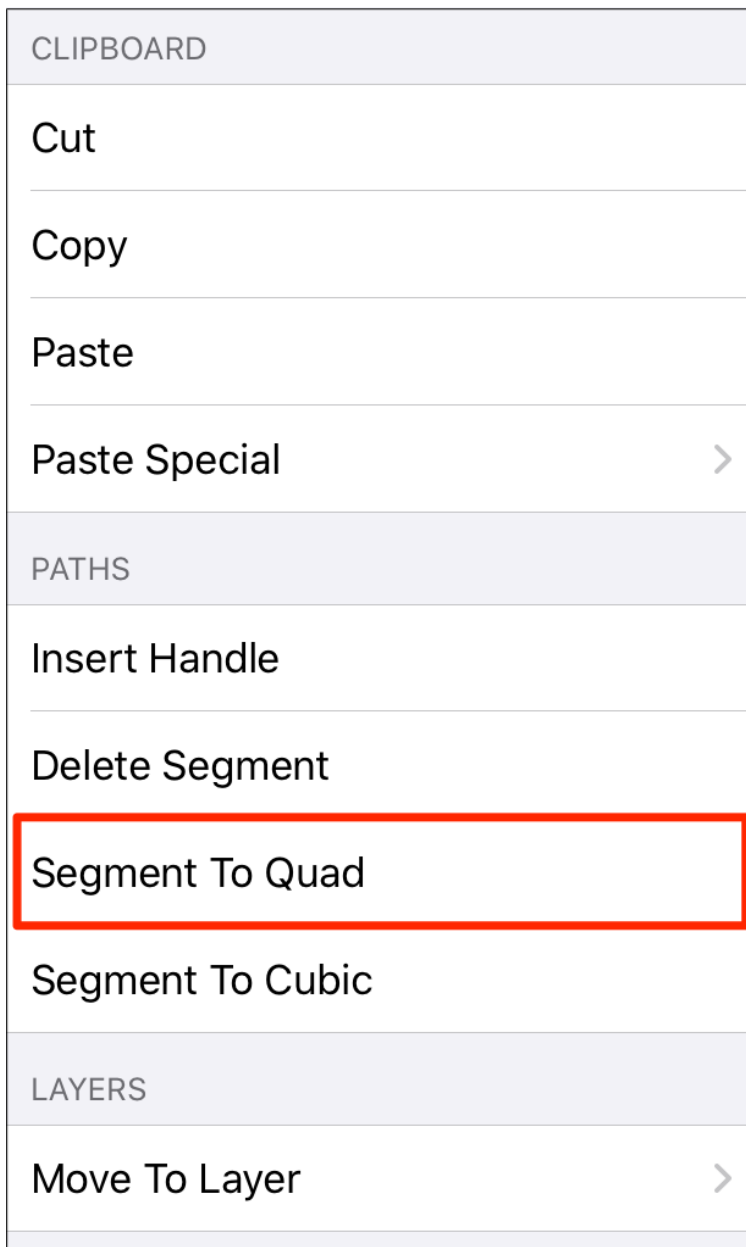 CLIPBOARD
Cut
Copy
Paste
Paste Special
PATHS
Insert Handle
Delete Segment
Segment To Quad
Segment To Cubic
LAYERS
Move To Layer